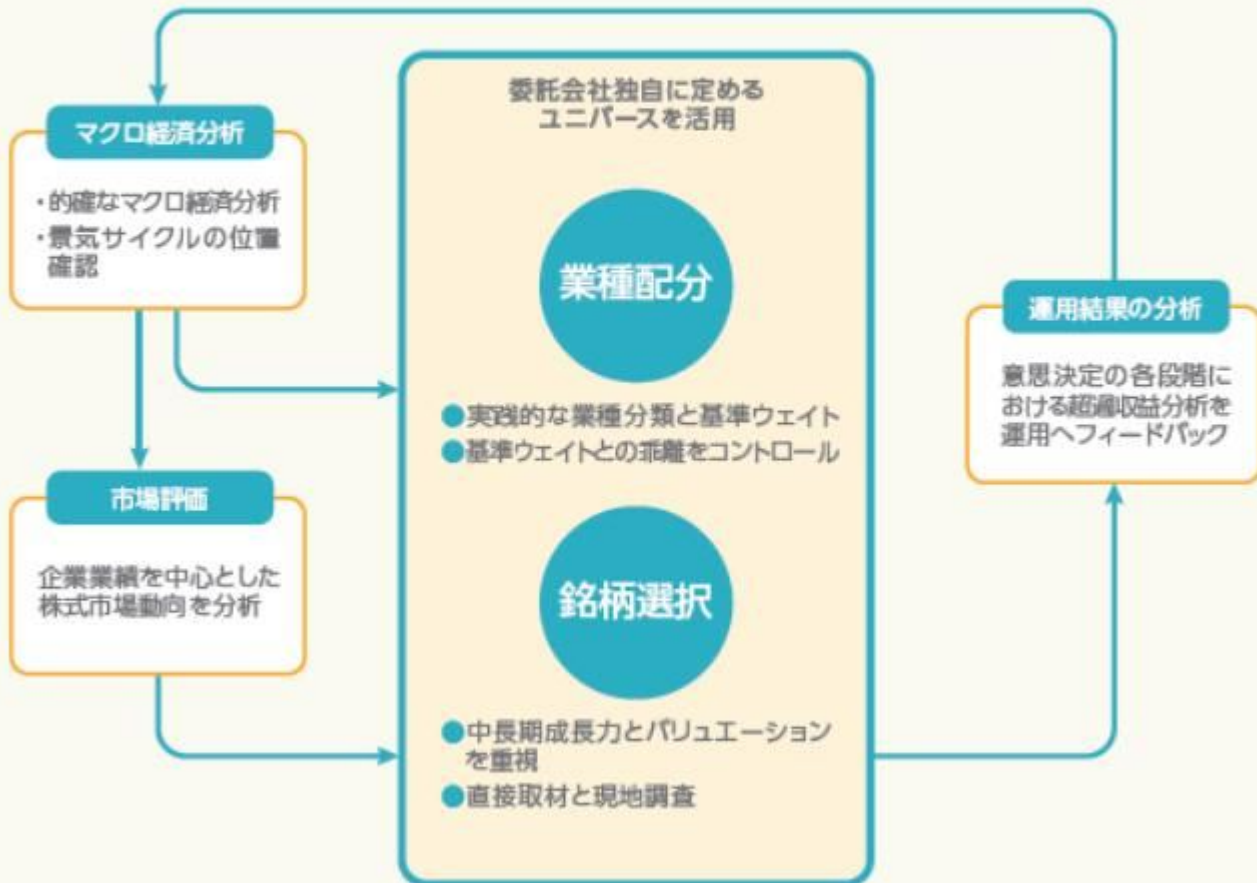 マクロ経済分析
・的確なマクロ経済分析
・景気サイクルの位置
確認
市場評価
企業業績を中心とした
株式市場動向を分析
委託会社独自に定める
ユニバースを活用
業種配分
●実践的な業種分類と基準ウェイト
●基準ウェイトとの乖離をコントロール
銘柄選択
●中長期成長力とバリュエーション
を重視
●直接取材と現地調査
運用結果の分析
意思決定の各段階に
おける超過収益分析を
運用へフィードバック